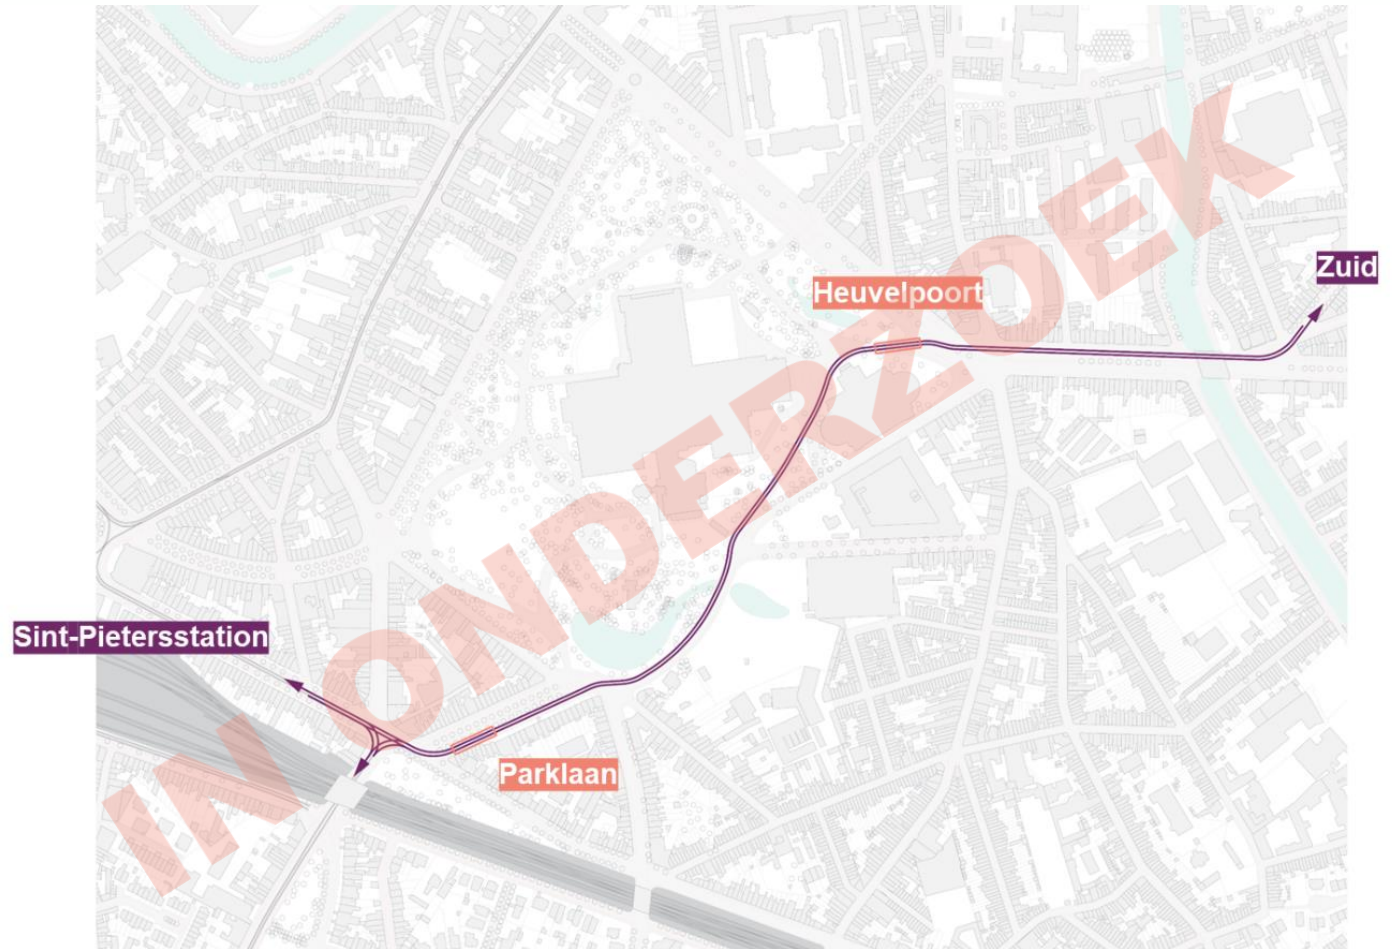 Zuid
Heuvelpoort
IN ONDERZOEK
Sint-Pietersstation
Parklaan